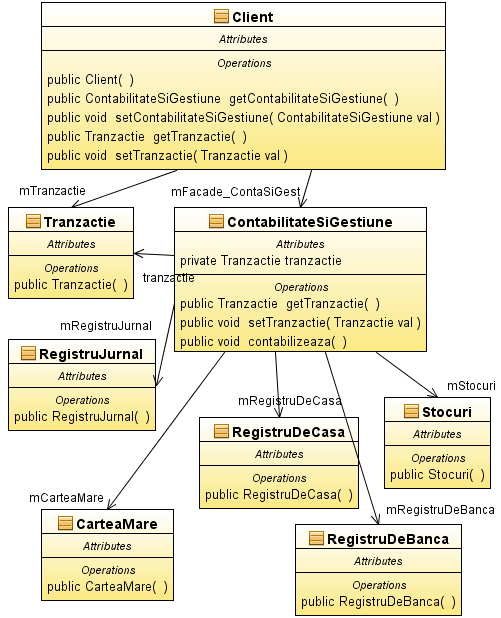 Client
Attributes
Operations
public Client( )
public ContabilitateSiGestiune getContabilitateSiGestiune( )
public void setContabilitateSiGestiune( ContabilitateSiGestiune val )
public Tranzactie getTranzactie( )
public void setTranzactie( Tranzactie val )
mTranzactie
mFacade_ContaSiGest
Tranzactie
Attributes
Operations
public Tranzactie( )
ContabilitateSiGestiune
Attributes
private Tranzactie tranzactie
Operations
public Tranzactie getTranzactie( )
public void setTranzactie( Tranzactie val )
public void contabilizeaza( )
tranzactie
mRegistruJurnal
RegistruJurnal
Attributes
Operations
public RegistruJurnal( )
mRegistruDeCasa
mStocuri
RegistruDeCasa
Attributes
Operations
public RegistruDeCasa( )
Stocuri
Attributes
Operations
public Stocuri( )
mCarteaMare
mRegistruDeBanca
CarteaMare
Attributes
Operations
public CarteaMare( )
RegistruDeBanca
Attributes
Operations
public RegistruDeBanca( )